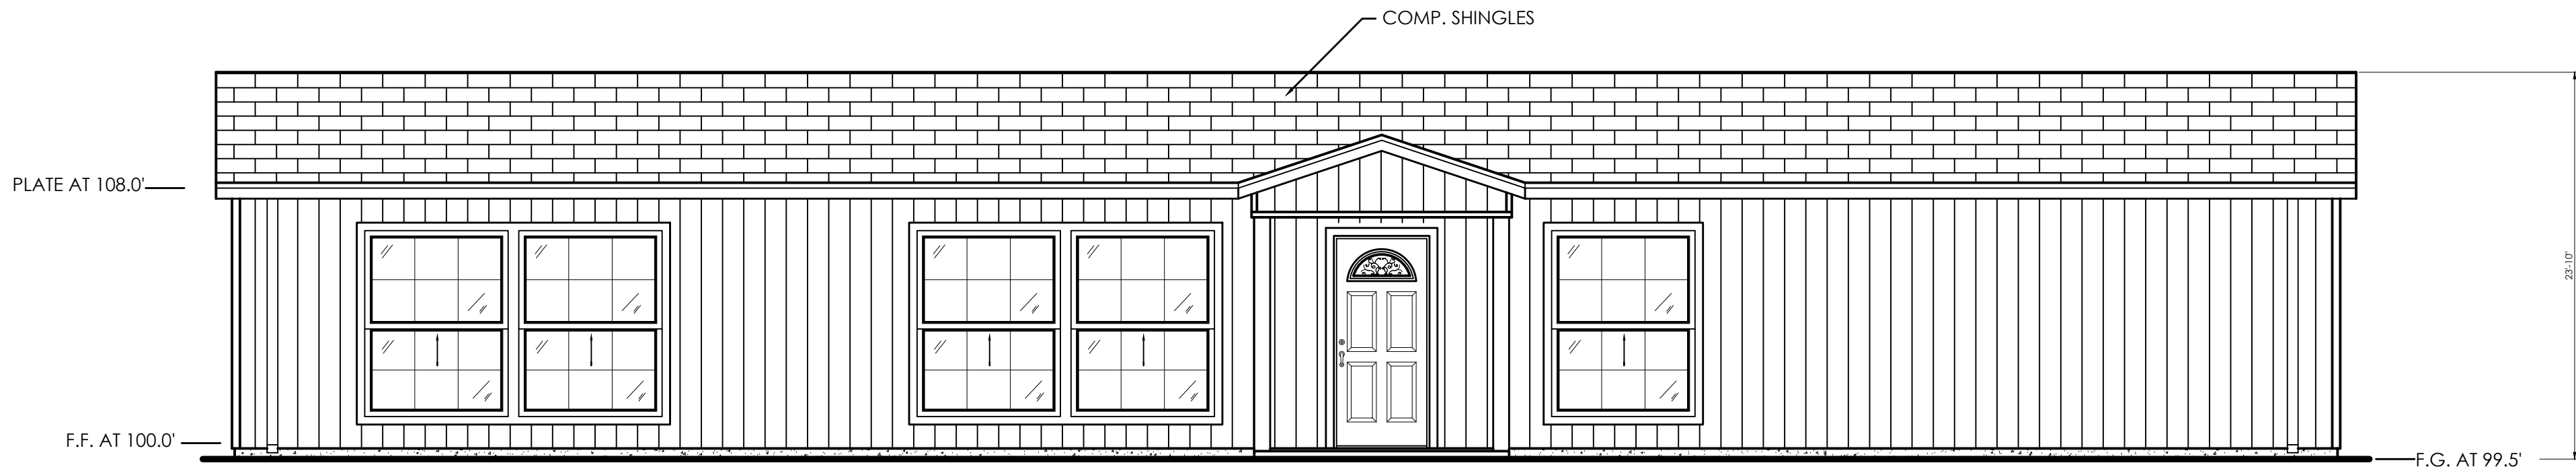 COMP. SHINGLES
PLATE AT 108.0'
23'-10"
F.F. AT 100.0'
F.G. AT 99.5'